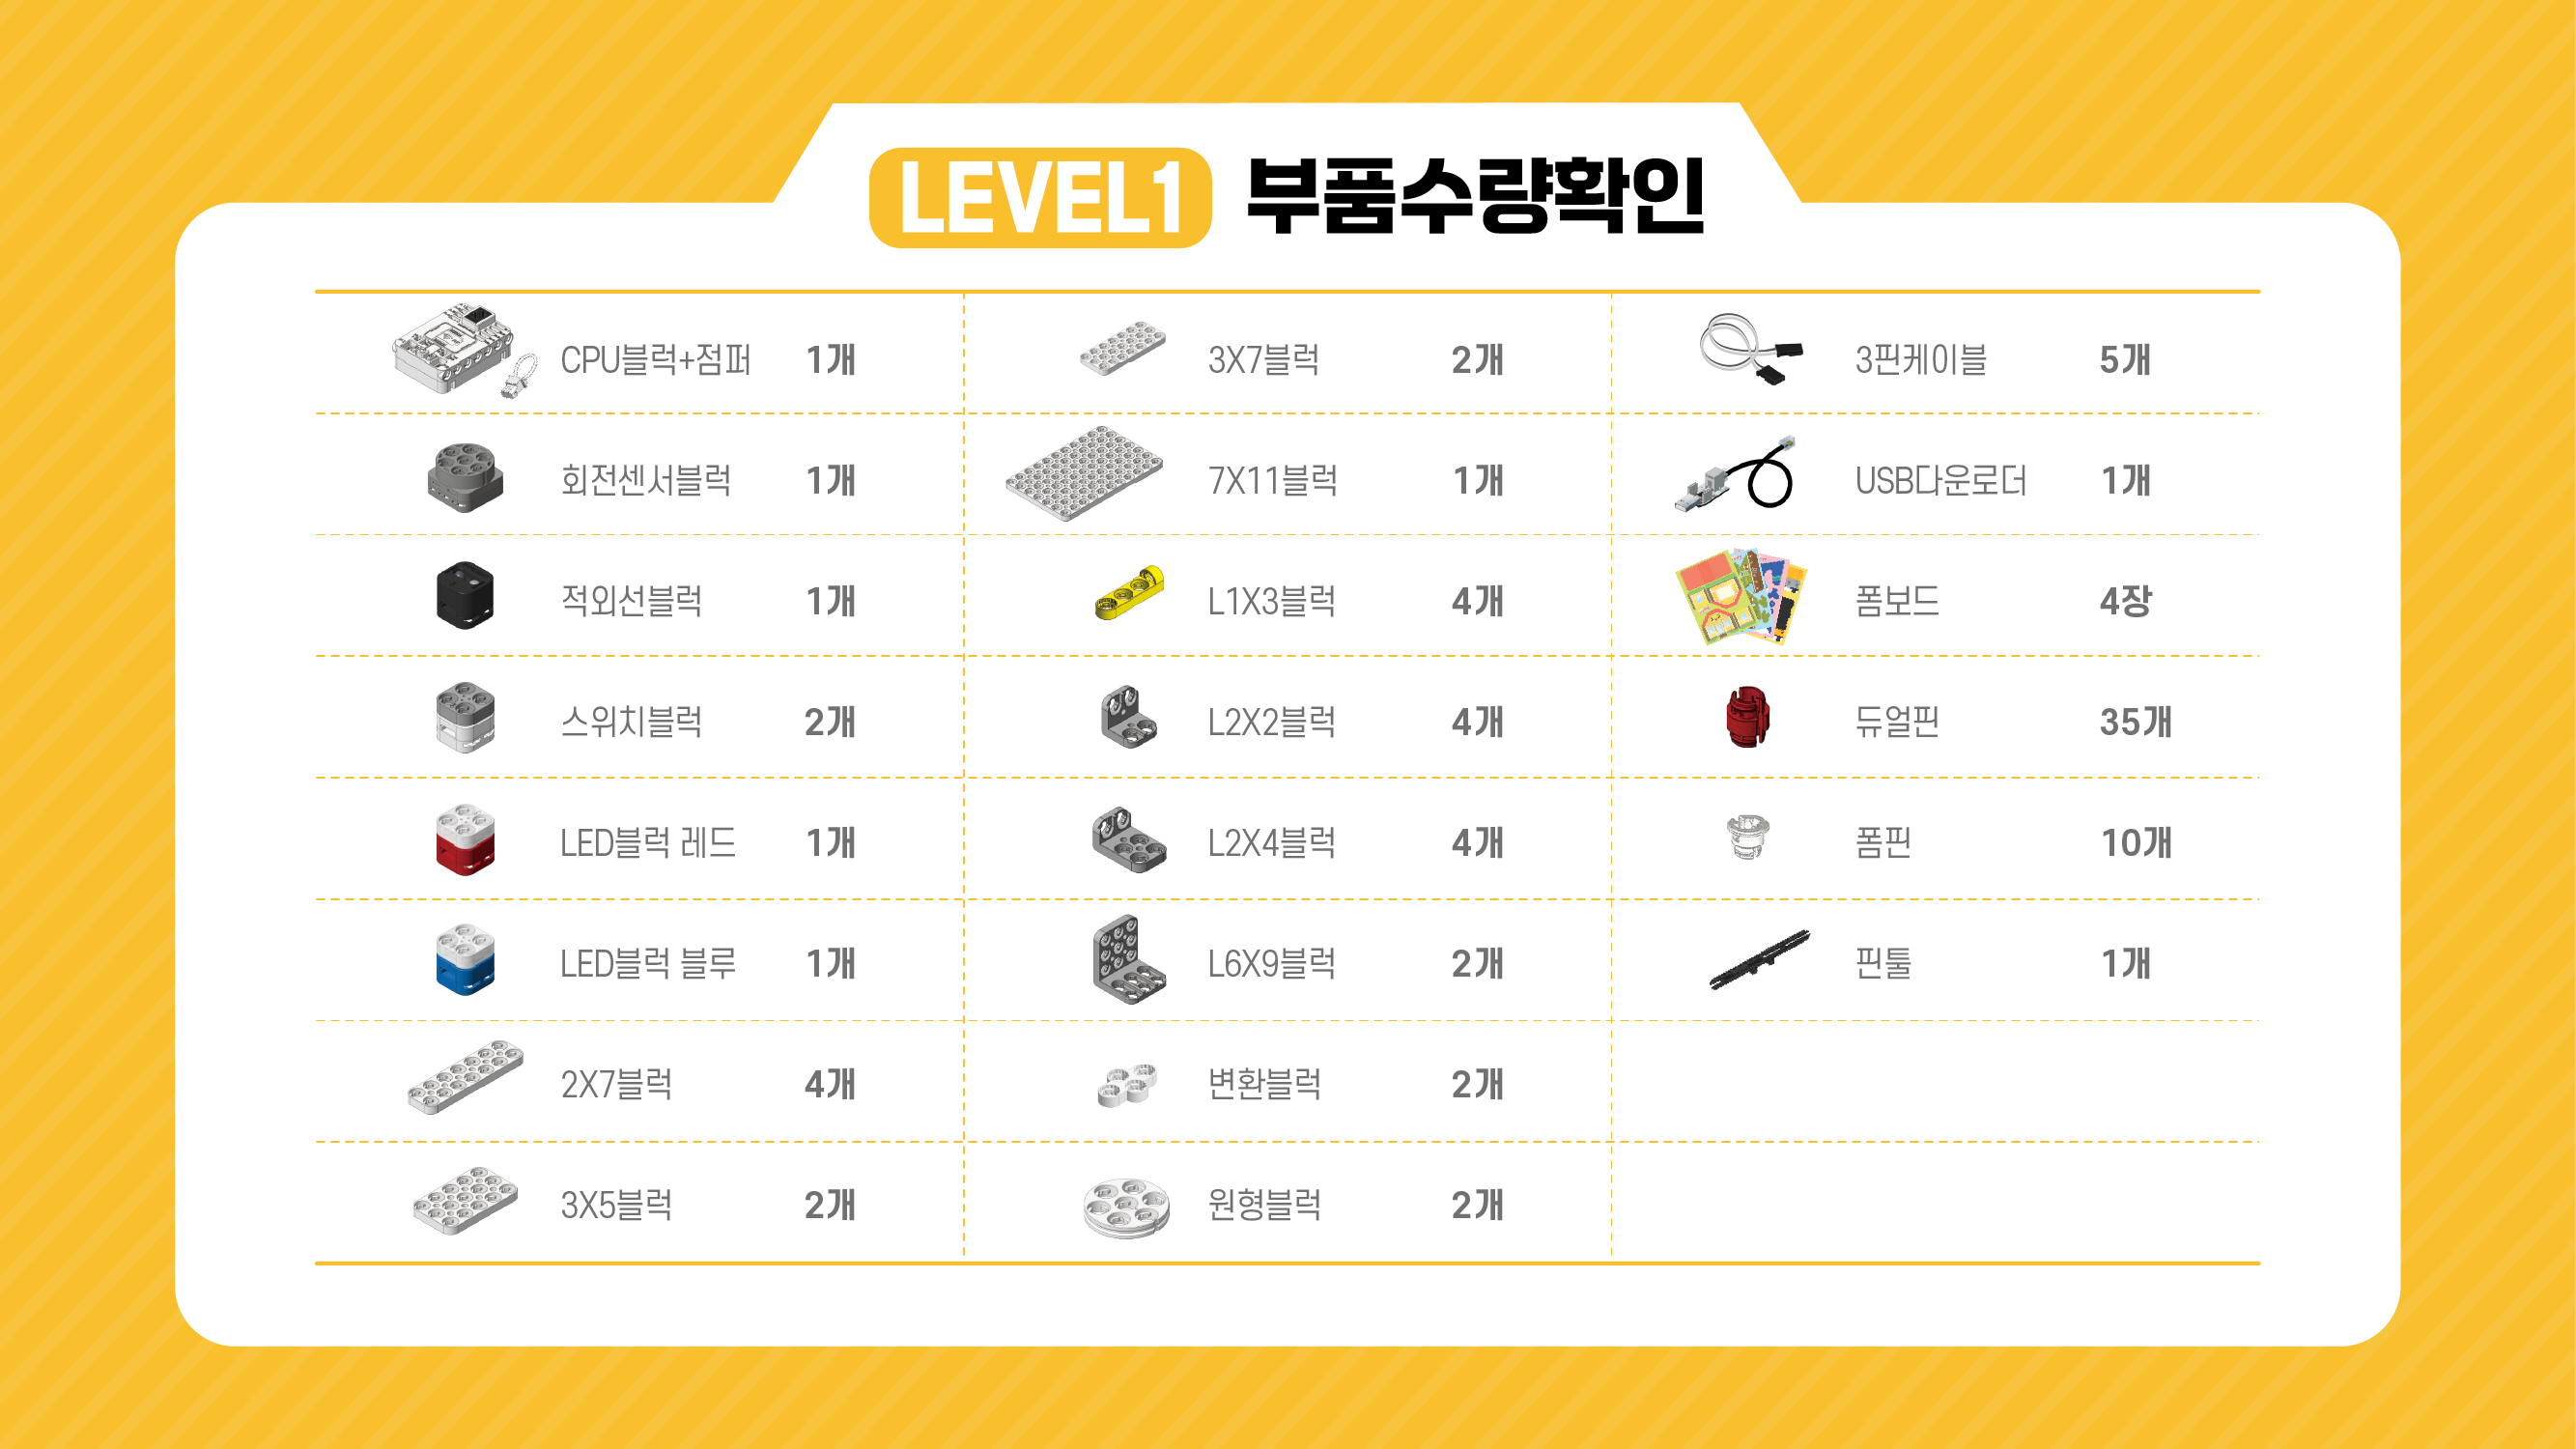 LEVEL1 부품수량확인
CPU블럭+점퍼 1개 3X7블럭 2개 3핀케이블 5개
회전센서블럭 1개 7X11블럭 1개 USB다운로더 1개
적외선블럭 1개 L1X3블럭 4개 폼보드 4장
스위치블럭 2개 L2X2블럭 4개 듀얼핀 35개
LED블럭 레드 1개 L2X4블럭 4개 폼핀 10개
LED블럭 블루 1개 L6X9블럭 2개 핀툴 1개
2X7블럭 4개 변환블럭 2개
3X5블럭 2개 원형블럭 2개